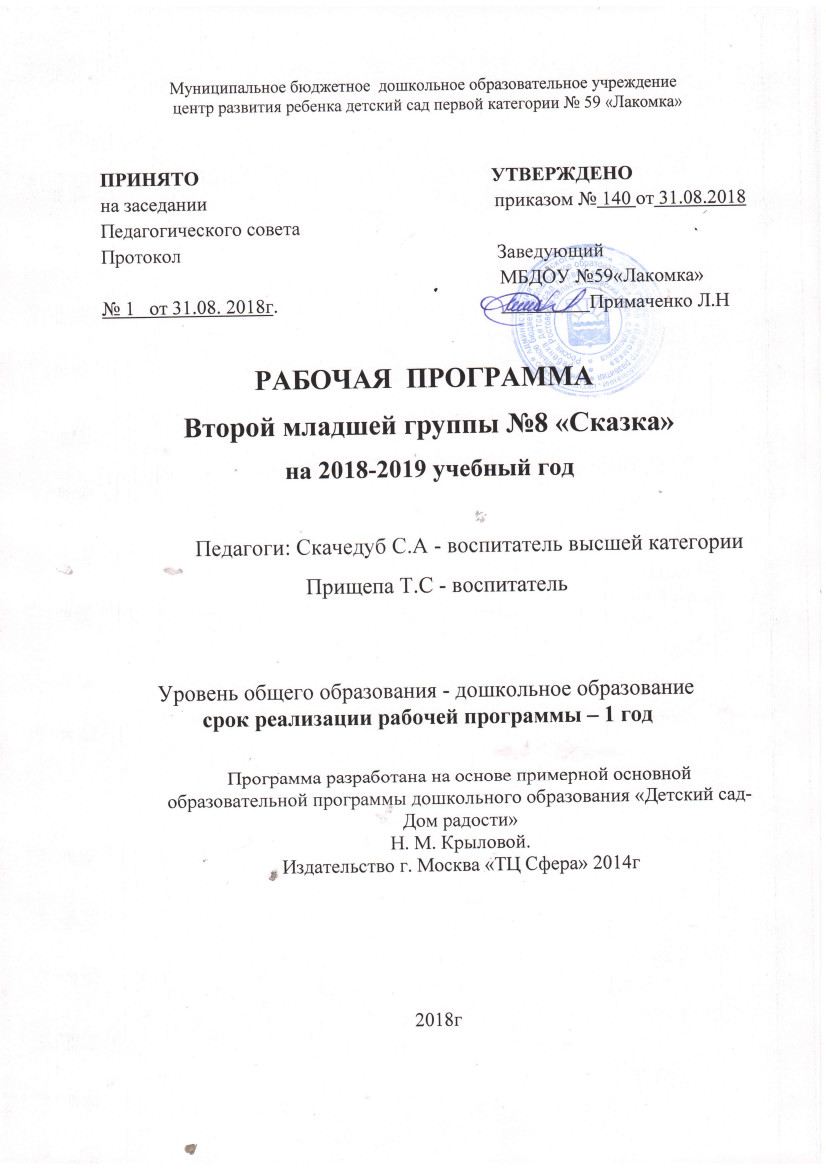 Муниципальное бюджетное дошкольное образовательное учреждение
центр развития ребенка детский сад первой категории № 59 «Лакомка»
ПРИНЯТО
на заседании
Педагогического совета
Протокол
№ 1 от 31.08. 2018г.
УТВЕРЖДЕНО
приказом № 140 от 31.08.2018
Заведующий
МБДОУ №59«Лакомка»
Примаченко Л.Н
РАБОЧАЯ ПРОГРАММА
Второй младшей группы №8 «Сказка»
на 2018-2019 учебный год
Педагоги: Скачедуб С.А - воспитатель высшей категории
Прищепа Т.С - воспитатель
Уровень общего образования - дошкольное образование
срок реализации рабочей программы – 1 год
Программа разработана на основе примерной основной
образовательной программы дошкольного образования «Детский сад-
Дом радости»
Н. М. Крыловой.
Издательство г. Москва «ТЦ Сфера» 2014г
2018г